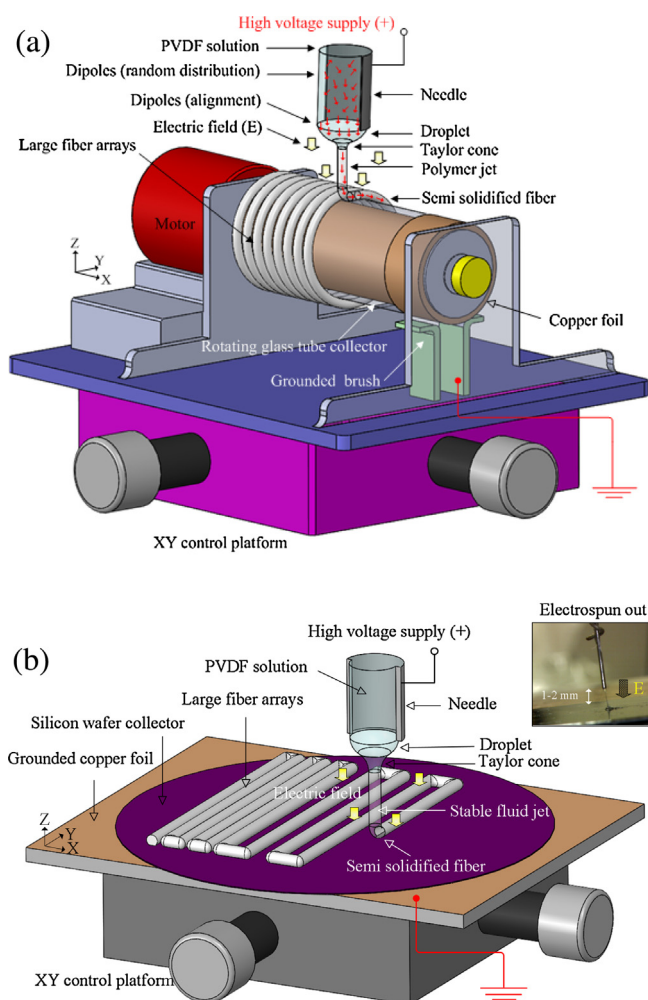 (a)
High voltage supply (+)
PVDF solution
Dipoles (random distribution)
Needle
Dipoles (alignment)
Droplet
Electric field (E)
Taylor cone
Large fiber arrays
Polymer jet
Semi solidified fiber
Motor
Z
Y
X
Copper foil
Rotating glass tube collector
Grounded brush
XY control platform
(b)
Electrospun out
High voltage supply (+)
PVDF solution
1-2 mm
E
Large fiber arrays
Needle
Silicon wafer collector
Droplet
Grounded copper foil
Taylor cone
Electric field
Stable fluid jet
Z
Y
X
Semi solidified fiber
XY control platform